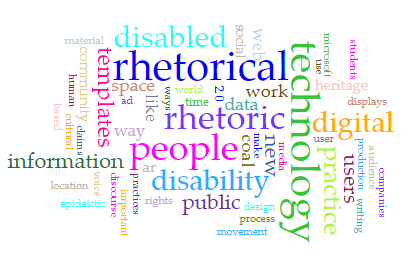 disabled
social
web
microsoft
use
students
material
rhetorical
technology
templates
community
human
space
world
2.0
work
heritage
based
cultural
claims
ad
like
ways
time
data
displays
way
rhetoric
coal
make
new
media
user
digital
information
people
ar
practice
users
production
audience
companies
writing
location
voice
discourse
important
practices
disability
epideictic
rights
public
design
process
movement